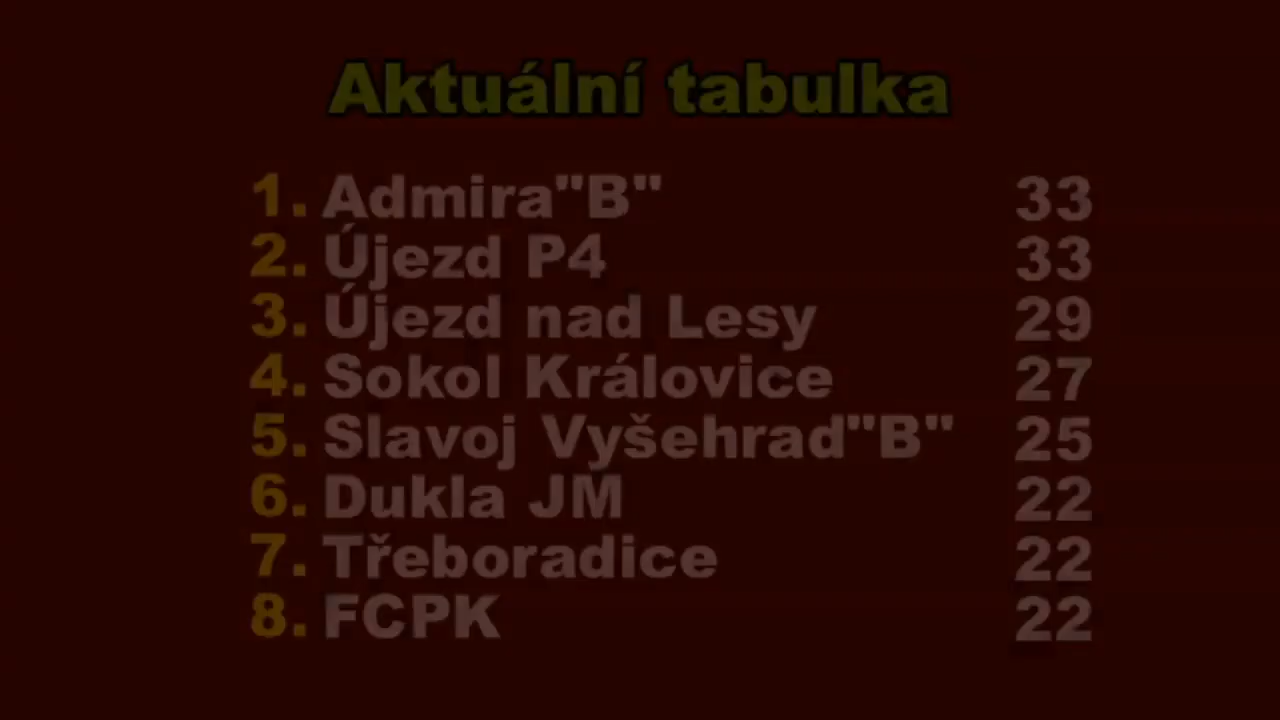 Aktuální tabulka
1. Admira"B" 33
2. Újezd P4 33
3. Újezd nad Lesy 29
4. Sokol Královice 27
5. Slavoj Vyšehrad"B" 25
6. Dukla JM 22
7. Třeboradice 22
8. FCPK 22